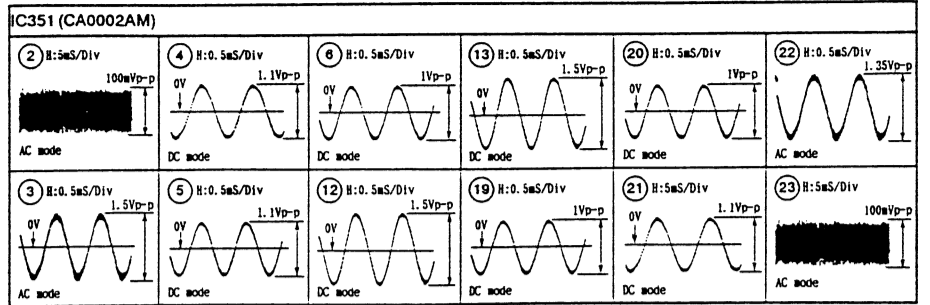 IC351 (CA0002AM)
2 H:5mS/Div
100mVp-p
AC mode
4 H:0.5mS/Div
1.1Vp-p
0V
DC mode
6 H:0.5mS/Div
1Vp-p
0V
DC mode
13 H:0.5mS/Div
1.5Vp-p
0V
DC mode
20 H:0.5mS/Div
1Vp-p
0V
DC mode
22 H:0.5mS/Div
1.35Vp-p
AC mode
3 H:0.5mS/Div
1.5Vp-p
0V
AC mode
5 H:0.5mS/Div
1.1Vp-p
0V
DC mode
12 H:0.5mS/Div
1.5Vp-p
0V
DC mode
19 H:0.5mS/Div
1Vp-p
0V
DC mode
21 H:5mS/Div
1.1Vp-p
0V
DC mode
23 H:5mS/Div
100mVp-p
AC mode